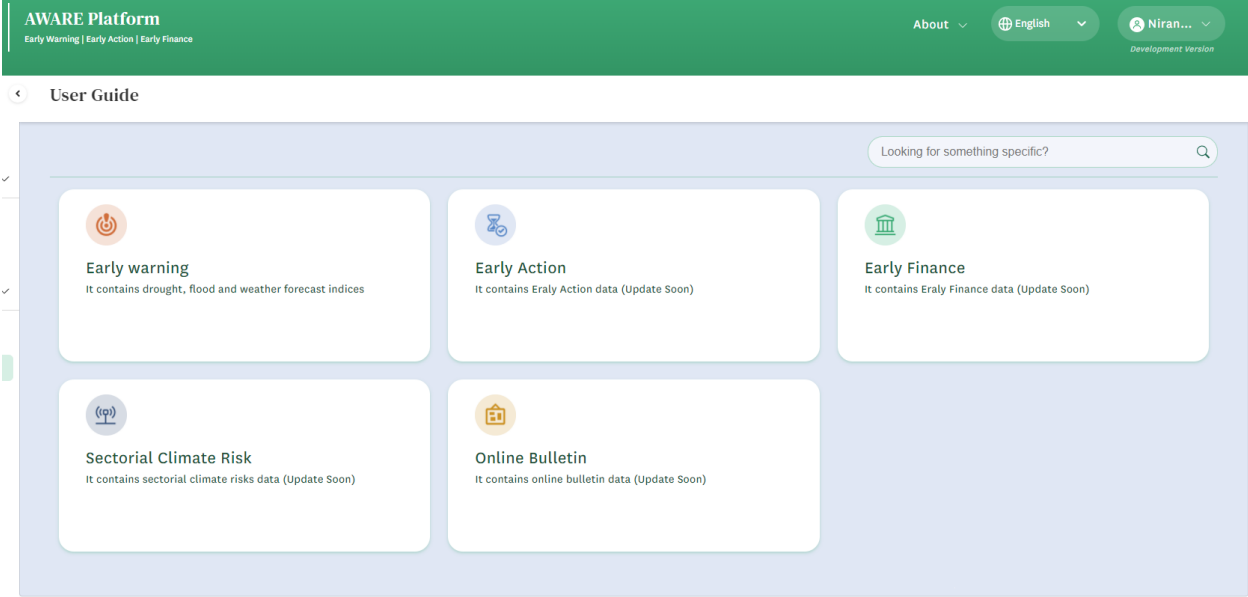 AWARE Platform
Early Warning | Early Action | Early Finance
About
English
Niran...
Development Version
User Guide
Looking for something specific?
Early warning
It contains drought, flood and weather forecast indices
Early Action
It contains Eraly Action data (Update Soon)
Early Finance
It contains Eraly Finance data (Update Soon)
Sectorial Climate Risk
It contains sectorial climate risks data (Update Soon)
Online Bulletin
It contains online bulletin data (Update Soon)